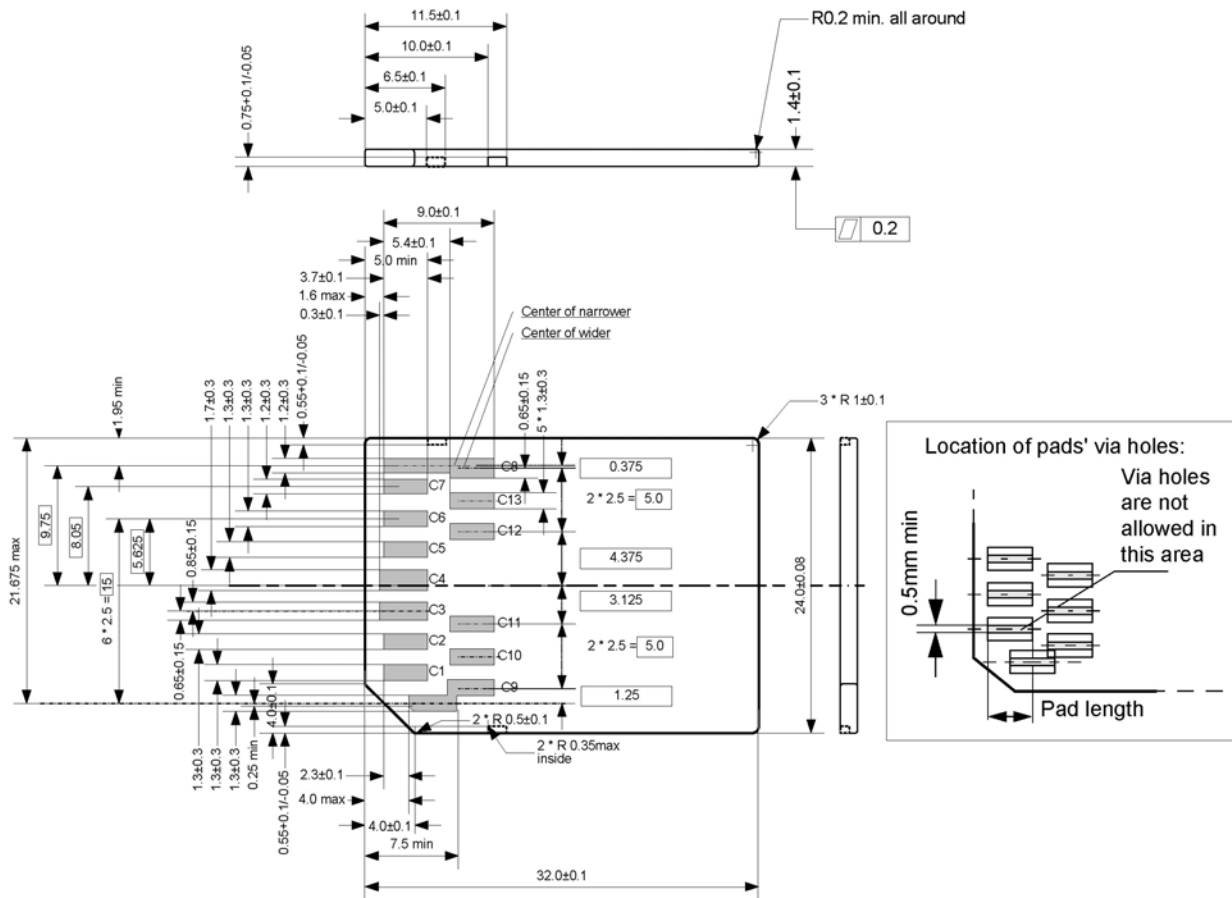 11.5±0.1
R0.2 min. all around
10.0±0.1
6.5±0.1
5.0±0.1
0.75+0.1/-0.05
1.4±0.1
0.2
9.0±0.1
5.4±0.1
5.0 min
3.7±0.1
1.6 max
0.3±0.1
Center of narrower
Center of wider
1.95 min
1.7±0.3
1.3±0.3
1.3±0.3
1.2±0.3
1.2±0.3
0.55+0.1/-0.05
0.65±0.15
5 * 1.3±0.3
3 * R 1±0.1
C8
0.375
C7
C13
2 * 2.5 = 5.0
C6
C12
C5
4.375
C4
3.125
C3
C11
C2
2 * 2.5 = 5.0
C10
C1
C9
1.25
21.675 max
9.75
8.05
6 * 2.5 = 15
5.625
0.85±0.15
0.65±0.15
24.0±0.08
1.3±0.3
1.3±0.3
1.3±0.3
0.25 min
4.0±0.1
0.55+0.1/-0.05
2 * R 0.5±0.1
2 * R 0.35max
inside
2.3±0.1
4.0 max
4.0±0.1
7.5 min
32.0±0.1
Location of pads' via holes:
Via holes
are not
allowed in
this area
0.5mm min
Pad length